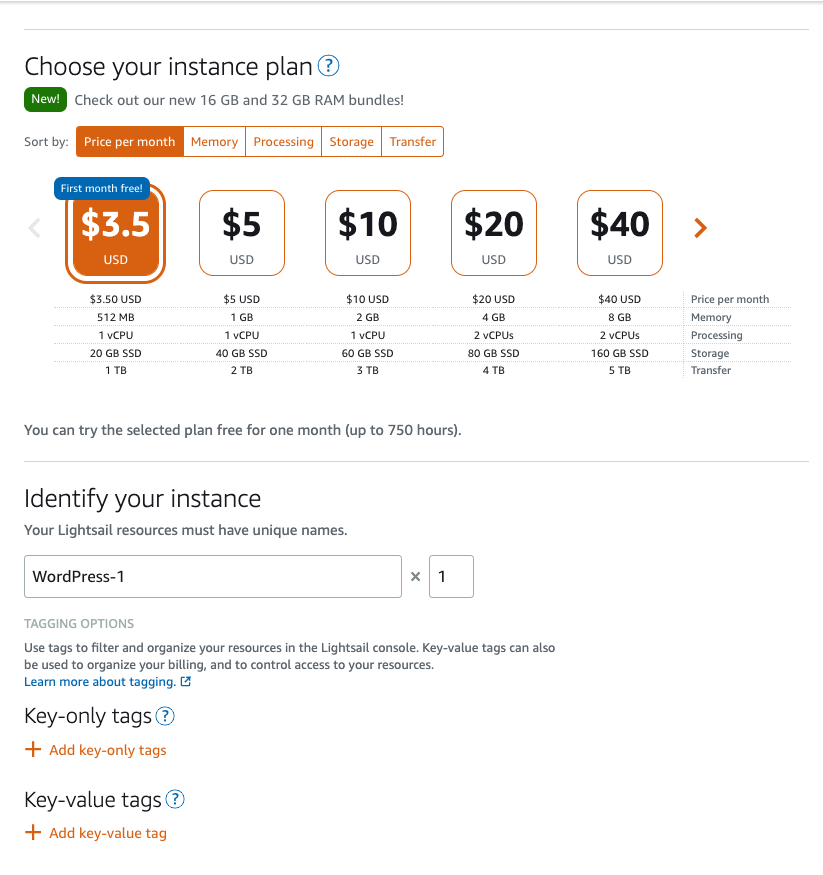 Choose your instance plan ?
New! Check out our new 16 GB and 32 GB RAM bundles!
Sort by: Price per month Memory Processing Storage Transfer
First month free!
$3.5 $5 $10 $20 $40
USD USD USD USD USD
$3.50 USD $5 USD $10 USD $20 USD $40 USD Price per month
512 MB 1 GB 2 GB 4 GB 8 GB Memory
1 vCPU 1 vCPU 1 vCPU 2 vCPUs 2 vCPUs Processing
20 GB SSD 40 GB SSD 60 GB SSD 80 GB SSD 160 GB SSD Storage
1 TB 2 TB 3 TB 4 TB 5 TB Transfer
You can try the selected plan free for one month (up to 750 hours).
Identify your instance
Your Lightsail resources must have unique names.
WordPress-1 × 1
TAGGING OPTIONS
Use tags to filter and organize your resources in the Lightsail console. Key-value tags can also
be used to organize your billing, and to control access to your resources.
Learn more about tagging.
Key-only tags ?
+ Add key-only tags
Key-value tags ?
+ Add key-value tag